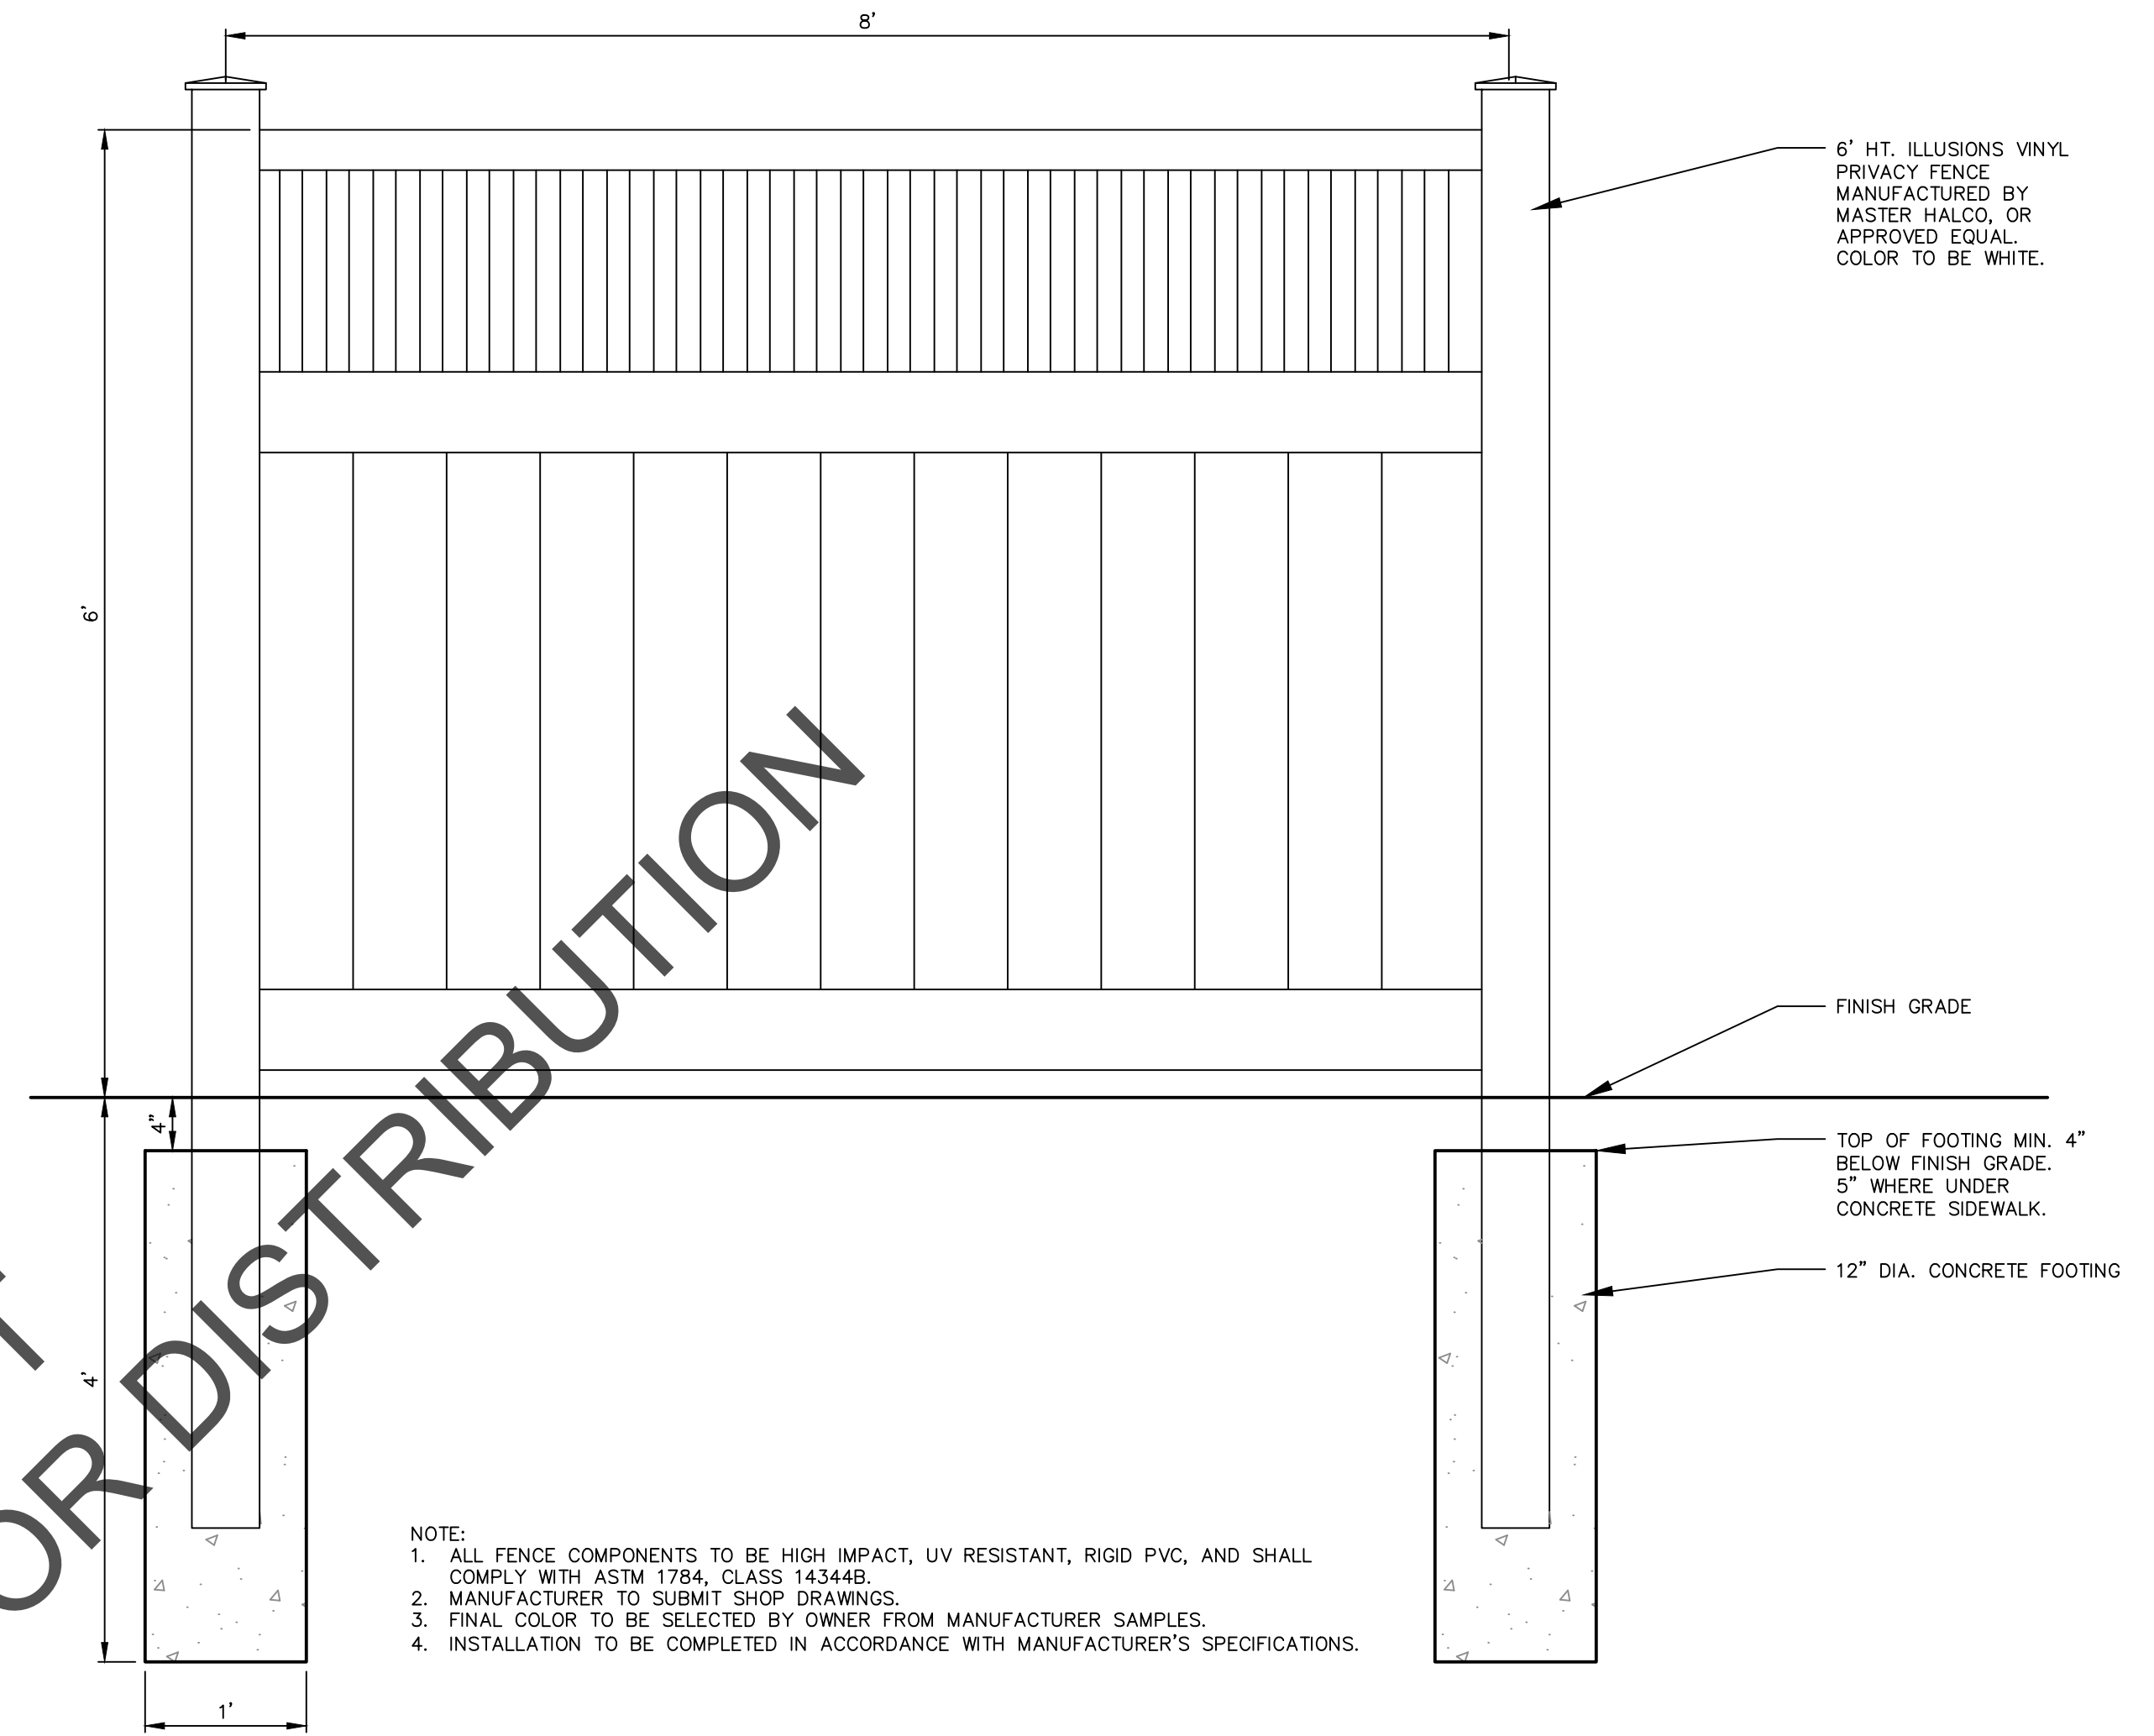 8'
6' HT. ILLUSIONS VINYL
PRIVACY FENCE
MANUFACTURED BY
MASTER HALCO, OR
APPROVED EQUAL.
COLOR TO BE WHITE.
6'
FINISH GRADE
4"
TOP OF FOOTING MIN. 4"
BELOW FINISH GRADE.
5" WHERE UNDER
CONCRETE SIDEWALK.
12" DIA. CONCRETE FOOTING
4'
T
OR DISTRIBUTION
NOTE:
1. ALL FENCE COMPONENTS TO BE HIGH IMPACT, UV RESISTANT, RIGID PVC, AND SHALL
COMPLY WITH ASTM 1784, CLASS 14344B.
2. MANUFACTURER TO SUBMIT SHOP DRAWINGS.
3. FINAL COLOR TO BE SELECTED BY OWNER FROM MANUFACTURER SAMPLES.
4. INSTALLATION TO BE COMPLETED IN ACCORDANCE WITH MANUFACTURER'S SPECIFICATIONS.
1'